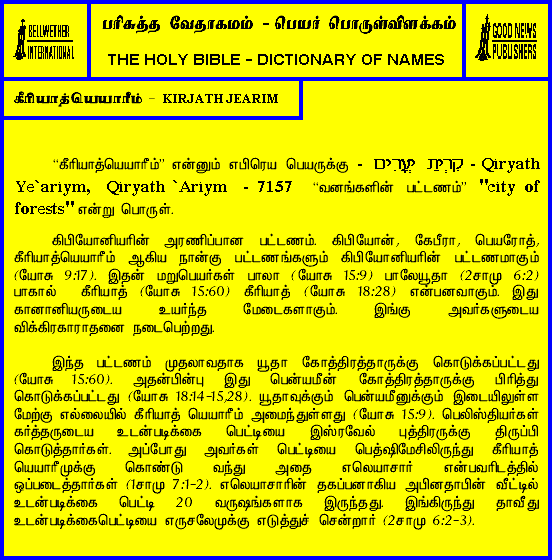 BELLWETHER
INTERNATIONAL
பரிசுத்த வேதாகமம் - பெயர் பொருள்விளக்கம்
THE HOLY BIBLE - DICTIONARY OF NAMES
GOOD NEWS
PUBLISHERS
கீரியாத்யெயாரீம் - KIRJATH JEARIM
“கீரியாத்யெயாரீம்” என்னும் எபிரெய பெயருக்கு - - Qiryath
Ye`ariym, Qiryath `Ariym - 7157 “வனங்களின் பட்டணம்” "city of
forests" என்று பொருள்.
கிபியோனியரின் அரணிப்பான பட்டணம். கிபியோன், கேபீரா, பெயரோத்,
கீரியாத்யெயாரீம் ஆகிய நான்கு பட்டணங்களும் கிபியோனியரின் பட்டணமாகும்
(யோசு 9:17). இதன் மறுபெயர்கள் பாலா (யோசு 15:9) பாலேயூதா (2சாமு 6:2)
பாகால் கீரியாத் (யோசு 15:60) கீரியாத் (யோசு 18:28) என்பனவாகும். இது
கானானியருடைய உயர்ந்த மேடைகளாகும். இங்கு அவர்களுடைய
விக்கிரகாராதனை நடைபெற்றது.
இந்த பட்டணம் முதலாவதாக யூதா கோத்திரத்தாருக்கு கொடுக்கப்பட்டது
(யோசு 15:60). அதன்பின்பு இது பென்யமீன் கோத்திரத்தாருக்கு பிரித்து
கொடுக்கப்பட்டது (யோசு 18:14-15,28). யூதாவுக்கும் பென்யமீனுக்கும் இடையிலுள்ள
மேற்கு எல்லையில் கீரியாத் யெயாரீம் அமைந்துள்ளது (யோசு 15:9). பெலிஸ்தியர்கள்
கர்த்தருடைய உடன்படிக்கை பெட்டியை இஸ்ரவேல் புத்திரருக்கு திருப்பி
கொடுத்தார்கள். அப்போது அவர்கள் பெட்டியை பெத்ஷிமேசிலிருந்து கீரியாத்
யெயாரீமுக்கு கொண்டு வந்து அதை எலெயாசார் என்பவரிடத்தில்
ஒப்படைத்தார்கள் (1சாமு 7:1-2). எலெயாசாரின் தகப்பனாகிய அபினதாபின் வீட்டில்
உடன்படிக்கை பெட்டி 20 வருஷங்களாக இருந்தது. இங்கிருந்து தாவீது
உடன்படிக்கைபெட்டியை எருசலேமுக்கு எடுத்துச் சென்றார் (2சாமு 6:2-3).